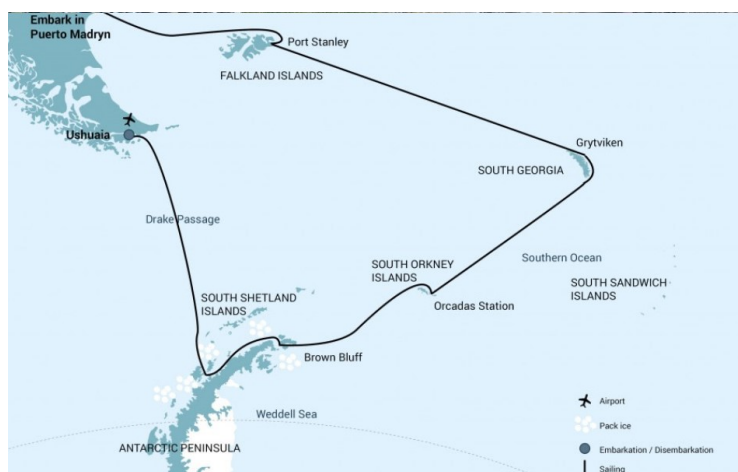 Embark in
Puerto Madryn
Port Stanley
FALKLAND ISLANDS
Ushuaia
Grytviken
SOUTH GEORGIA
Drake Passage
Southern Ocean
SOUTH ORKNEY
ISLANDS
SOUTH SANDWICH
ISLANDS
SOUTH SHETLAND
ISLANDS
Orcadas Station
Brown Bluff
Weddell Sea
ANTARCTIC PENINSULA
Airport
Pack ice
Embarkation / Disembarkation
Sailing